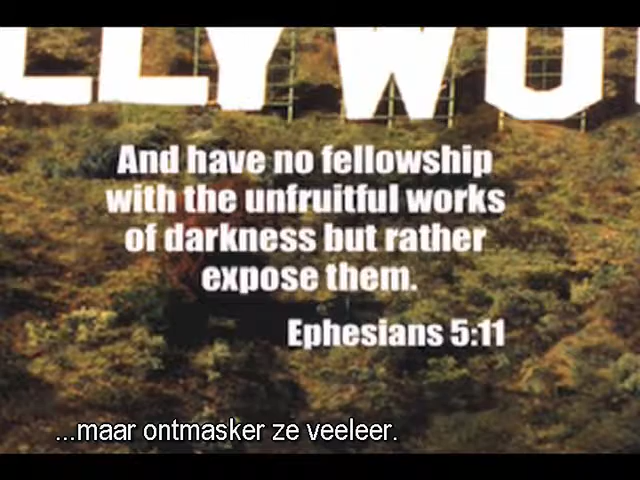 LLYWO
And have no fellowship
with the unfruitful works
of darkness but rather
expose them.
Ephesians 5:11
...maar ontmasker ze veeleer.